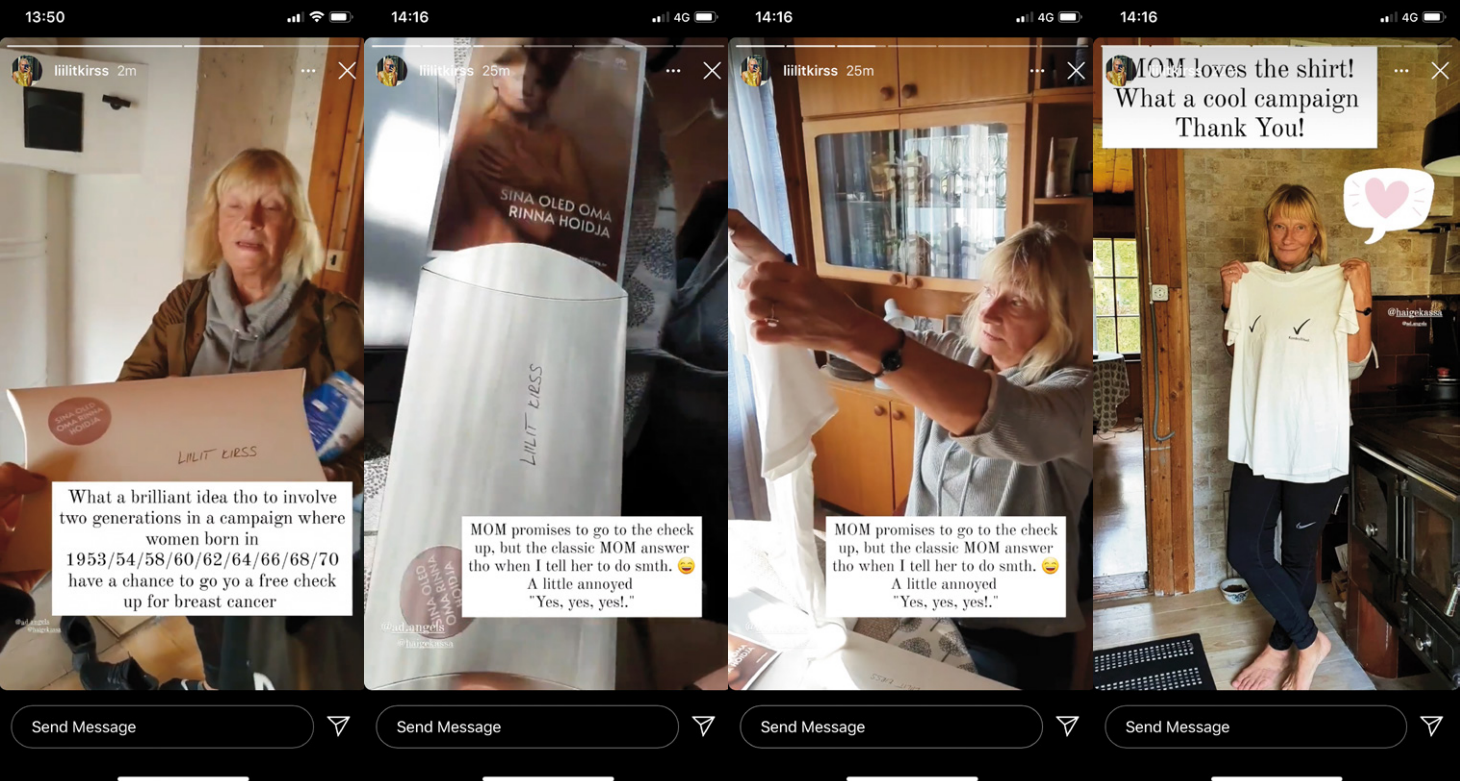 13:50
liilitkirss 2m
SINA OLED
OMA RINNA
HOIDJA
LIILIT KIRSS
What a brilliant idea tho to involve
two generations in a campaign where
women born in
1953/54/58/60/62/64/66/68/70
have a chance to go yo a free check
up for breast cancer
@ad.angels
@haigekassa
Send Message
14:16
4G
liilitkirss 25m
SINA OLED OMA
RINNA HOIDJA
LIILIT KIRSS
MOM promises to go to the check
up, but the classic MOM answer
tho when I tell her to do smth. 😅
A little annoyed
"Yes, yes, yes!."
SINA OLED
OMA RINNA
HOIDJA
@ad.angels
@haigekassa
Send Message
14:16
4G
liilitkirss 25m
MOM promises to go to the check
up, but the classic MOM answer
tho when I tell her to do smth. 😅
A little annoyed
"Yes, yes, yes!."
RINNA
HOIDJA
Send Message
14:16
4G
MOM loves the shirt!
What a cool campaign
Thank You!
@haigekassa
@ad.angels
Send Message